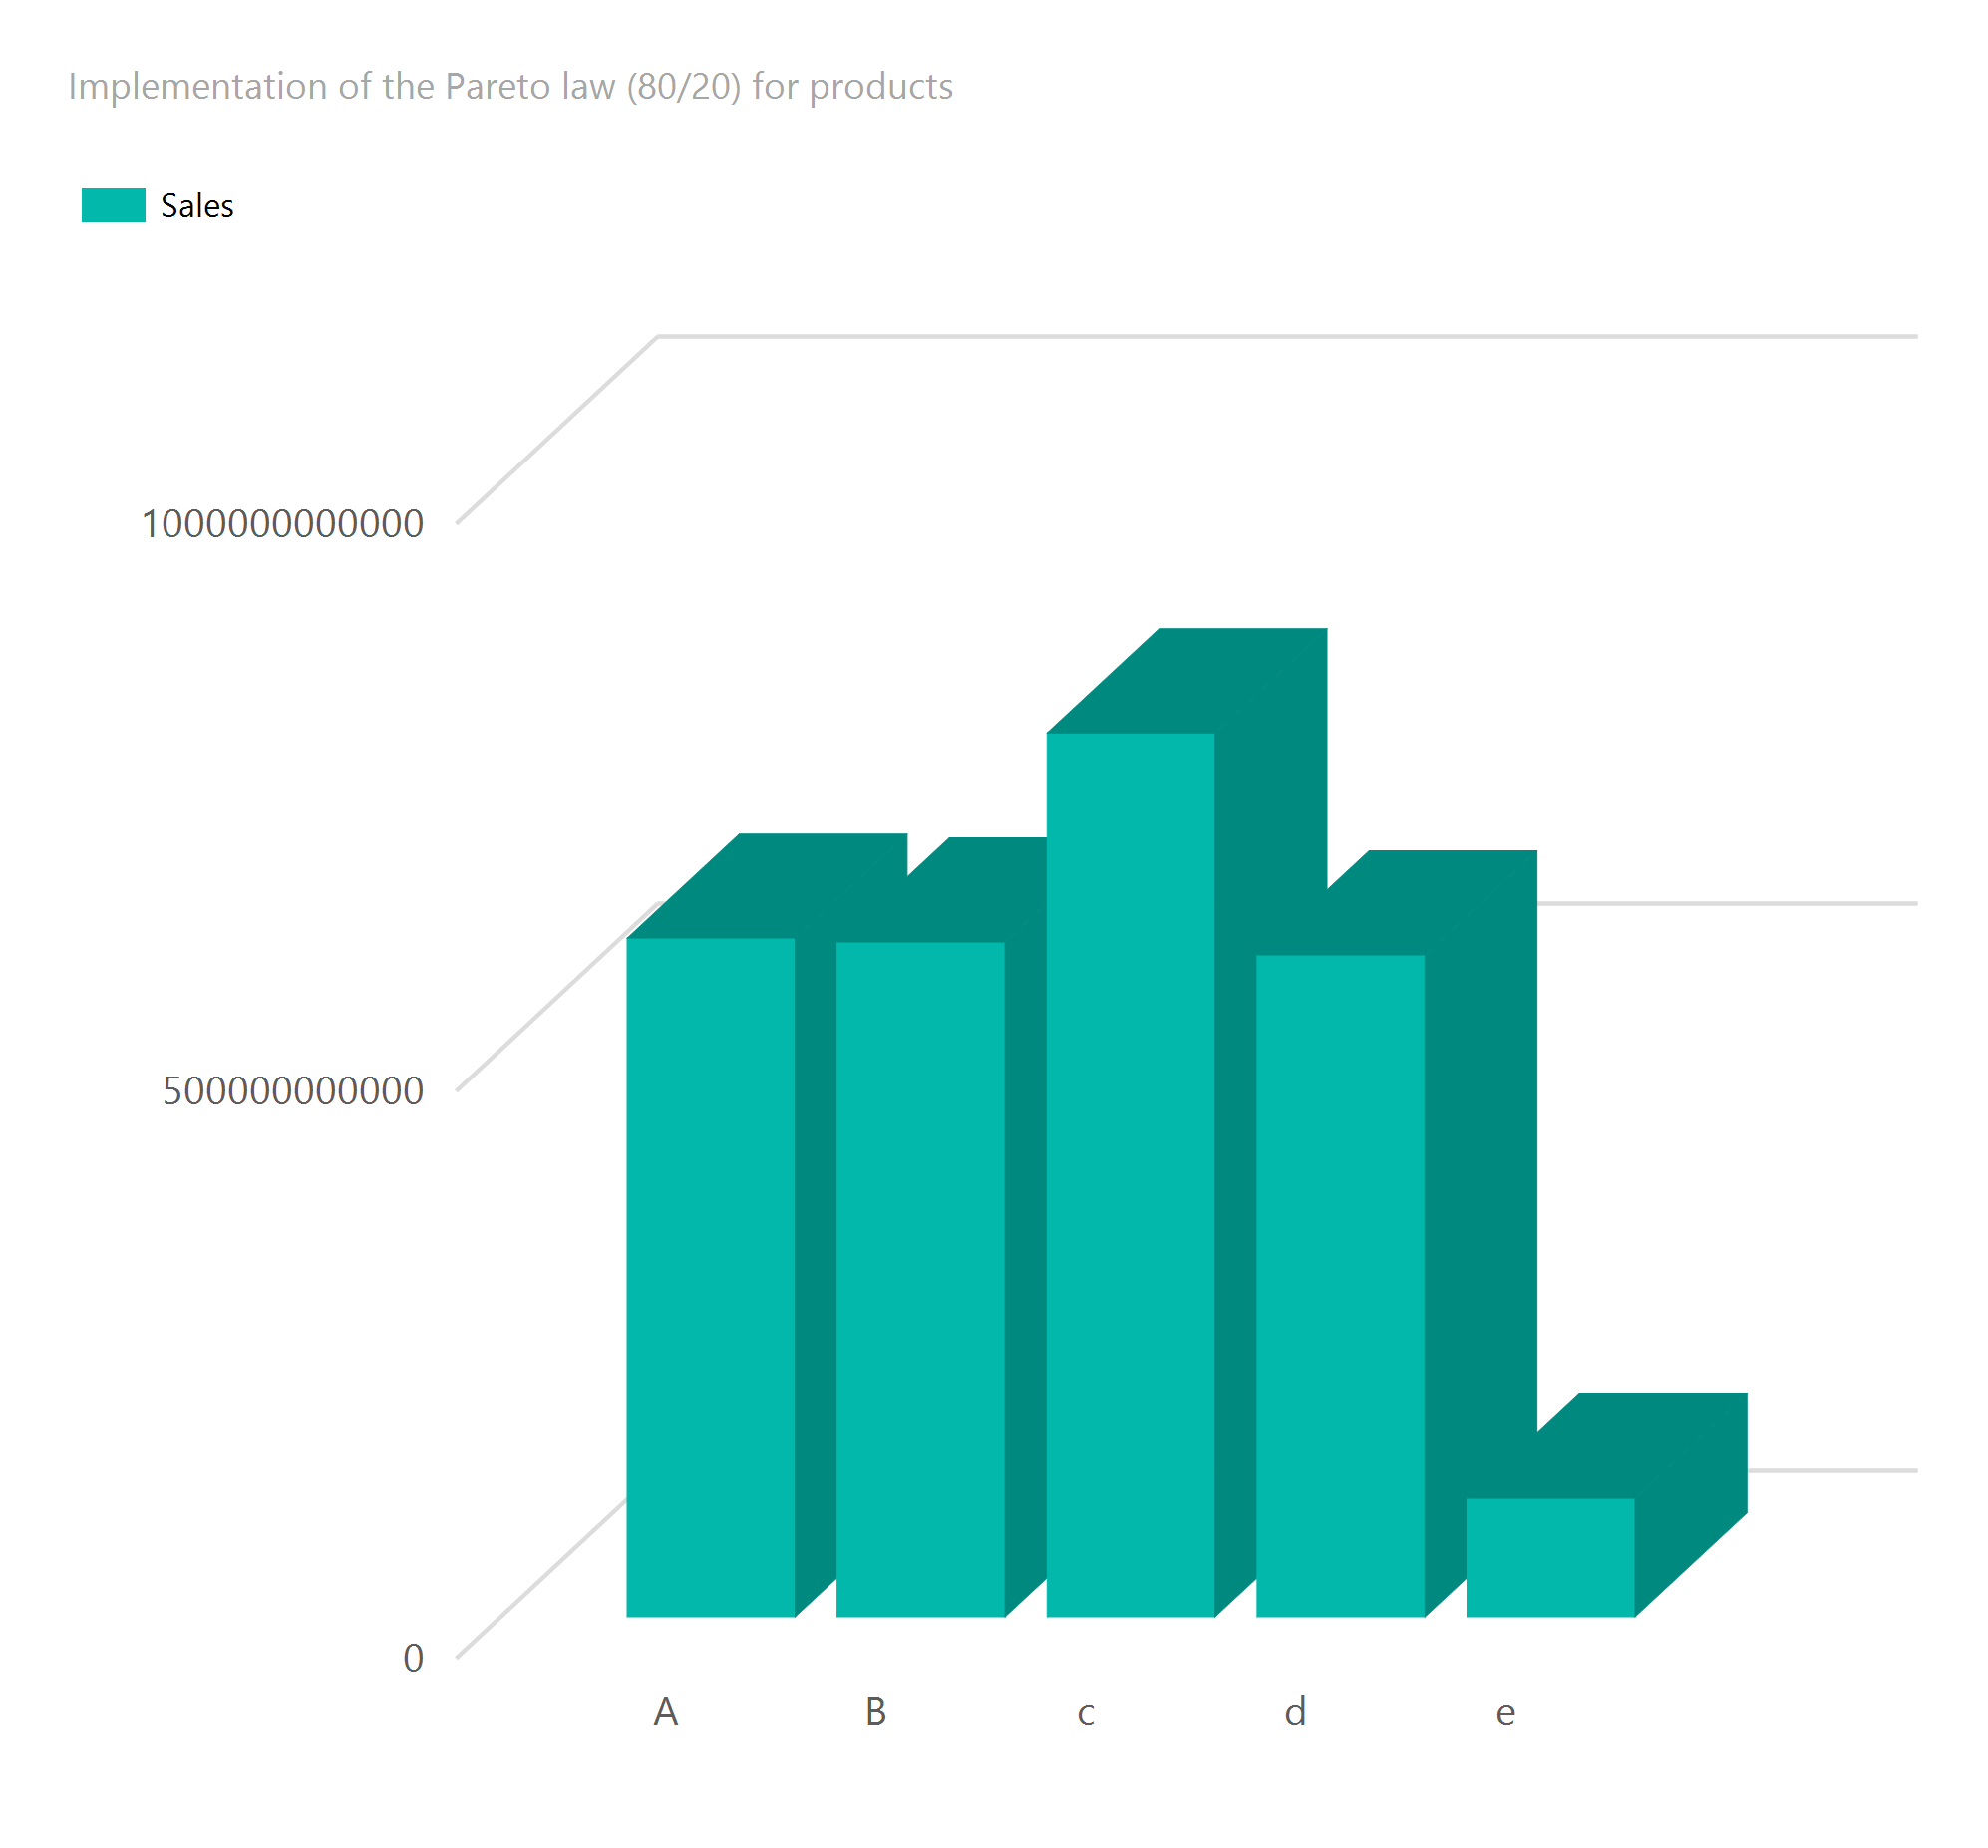 Implementation of the Pareto law (80/20) for products
Sales
1000000000000
500000000000
0
A B c d e